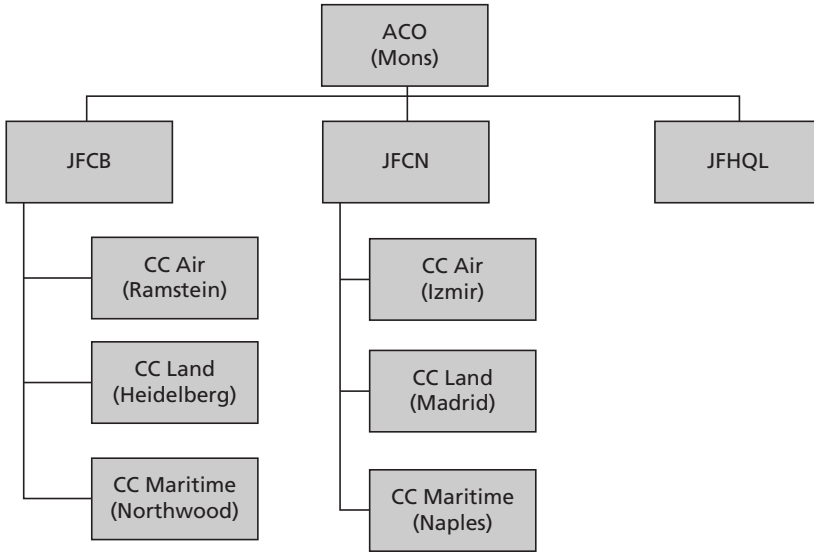 ACO
(Mons)
JFCB
JFCN
JFHQL
CC Air
(Ramstein)
CC Land
(Heidelberg)
CC Maritime
(Northwood)
CC Air
(Izmir)
CC Land
(Madrid)
CC Maritime
(Naples)